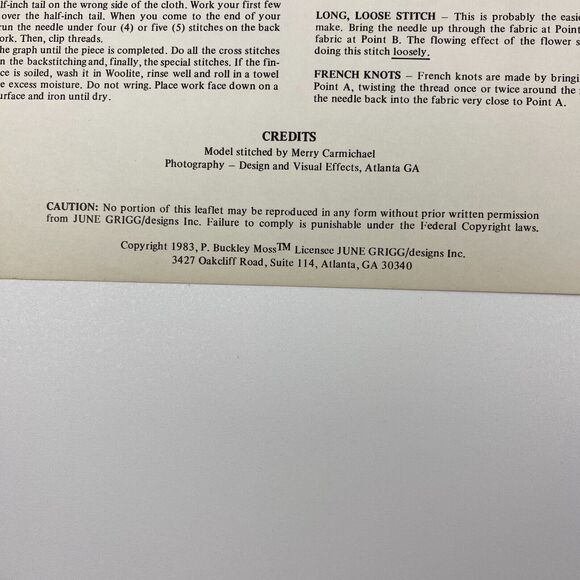 lf-inch tail on the wrong side of the cloth. Work your first few
over the half-inch tail. When you come to the end of your
run the needle under four (4) or five (5) stitches on the back
ork. Then, clip threads.
he graph until the piece is completed. Do all the cross stitches
n the backstitching and, finally, the special stitches. If the fin-
ce is soiled, wash it in Woolite, rinse well and roll in a towel
e excess moisture. Do not wring. Place work face down on a
urface and iron until dry.
LONG, LOOSE STITCH – This is probably the easie
make. Bring the needle up through the fabric at Point
fabric at Point B. The flowing effect of the flower s
doing this stitch loosely.
FRENCH KNOTS – French knots are made by bringi
Point A, twisting the thread once or twice around the
the needle back into the fabric very close to Point A.
CREDITS
Model stitched by Merry Carmichael
Photography – Design and Visual Effects, Atlanta GA
CAUTION: No portion of this leaflet may be reproduced in any form without prior written permission
from JUNE GRIGG/designs Inc. Failure to comply is punishable under the Federal Copyright laws.
Copyright 1983, P. Buckley Moss™ Licensee JUNE GRIGG/designs Inc.
3427 Oakcliff Road, Suite 114, Atlanta, GA 30340